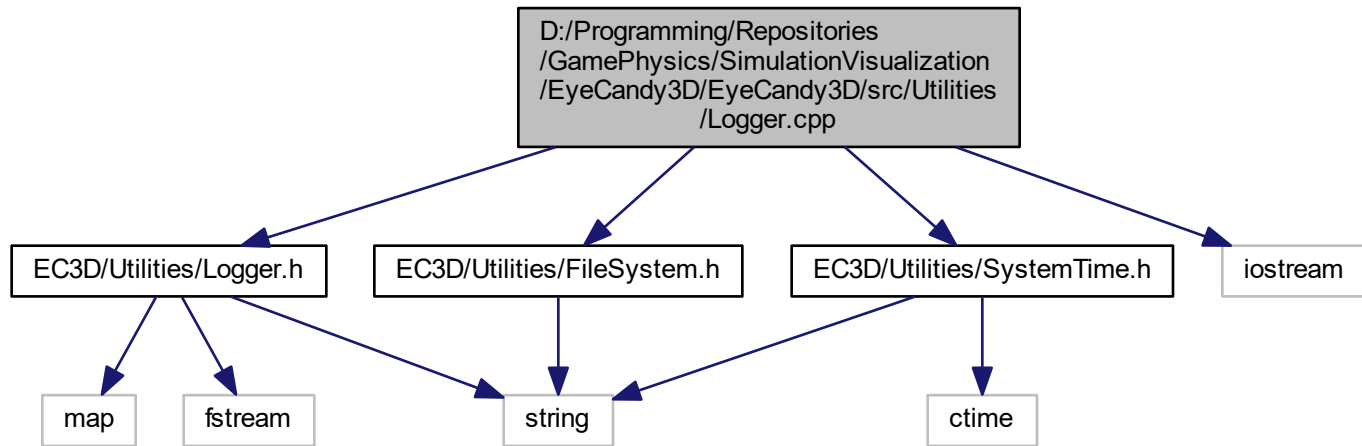 D:/Programming/Repositories
/GamePhysics/SimulationVisualization
/EyeCandy3D/EyeCandy3D/src/Utilities
/Logger.cpp
EC3D/Utilities/Logger.h
EC3D/Utilities/FileSystem.h
EC3D/Utilities/SystemTime.h
iostream
map
fstream
string
ctime